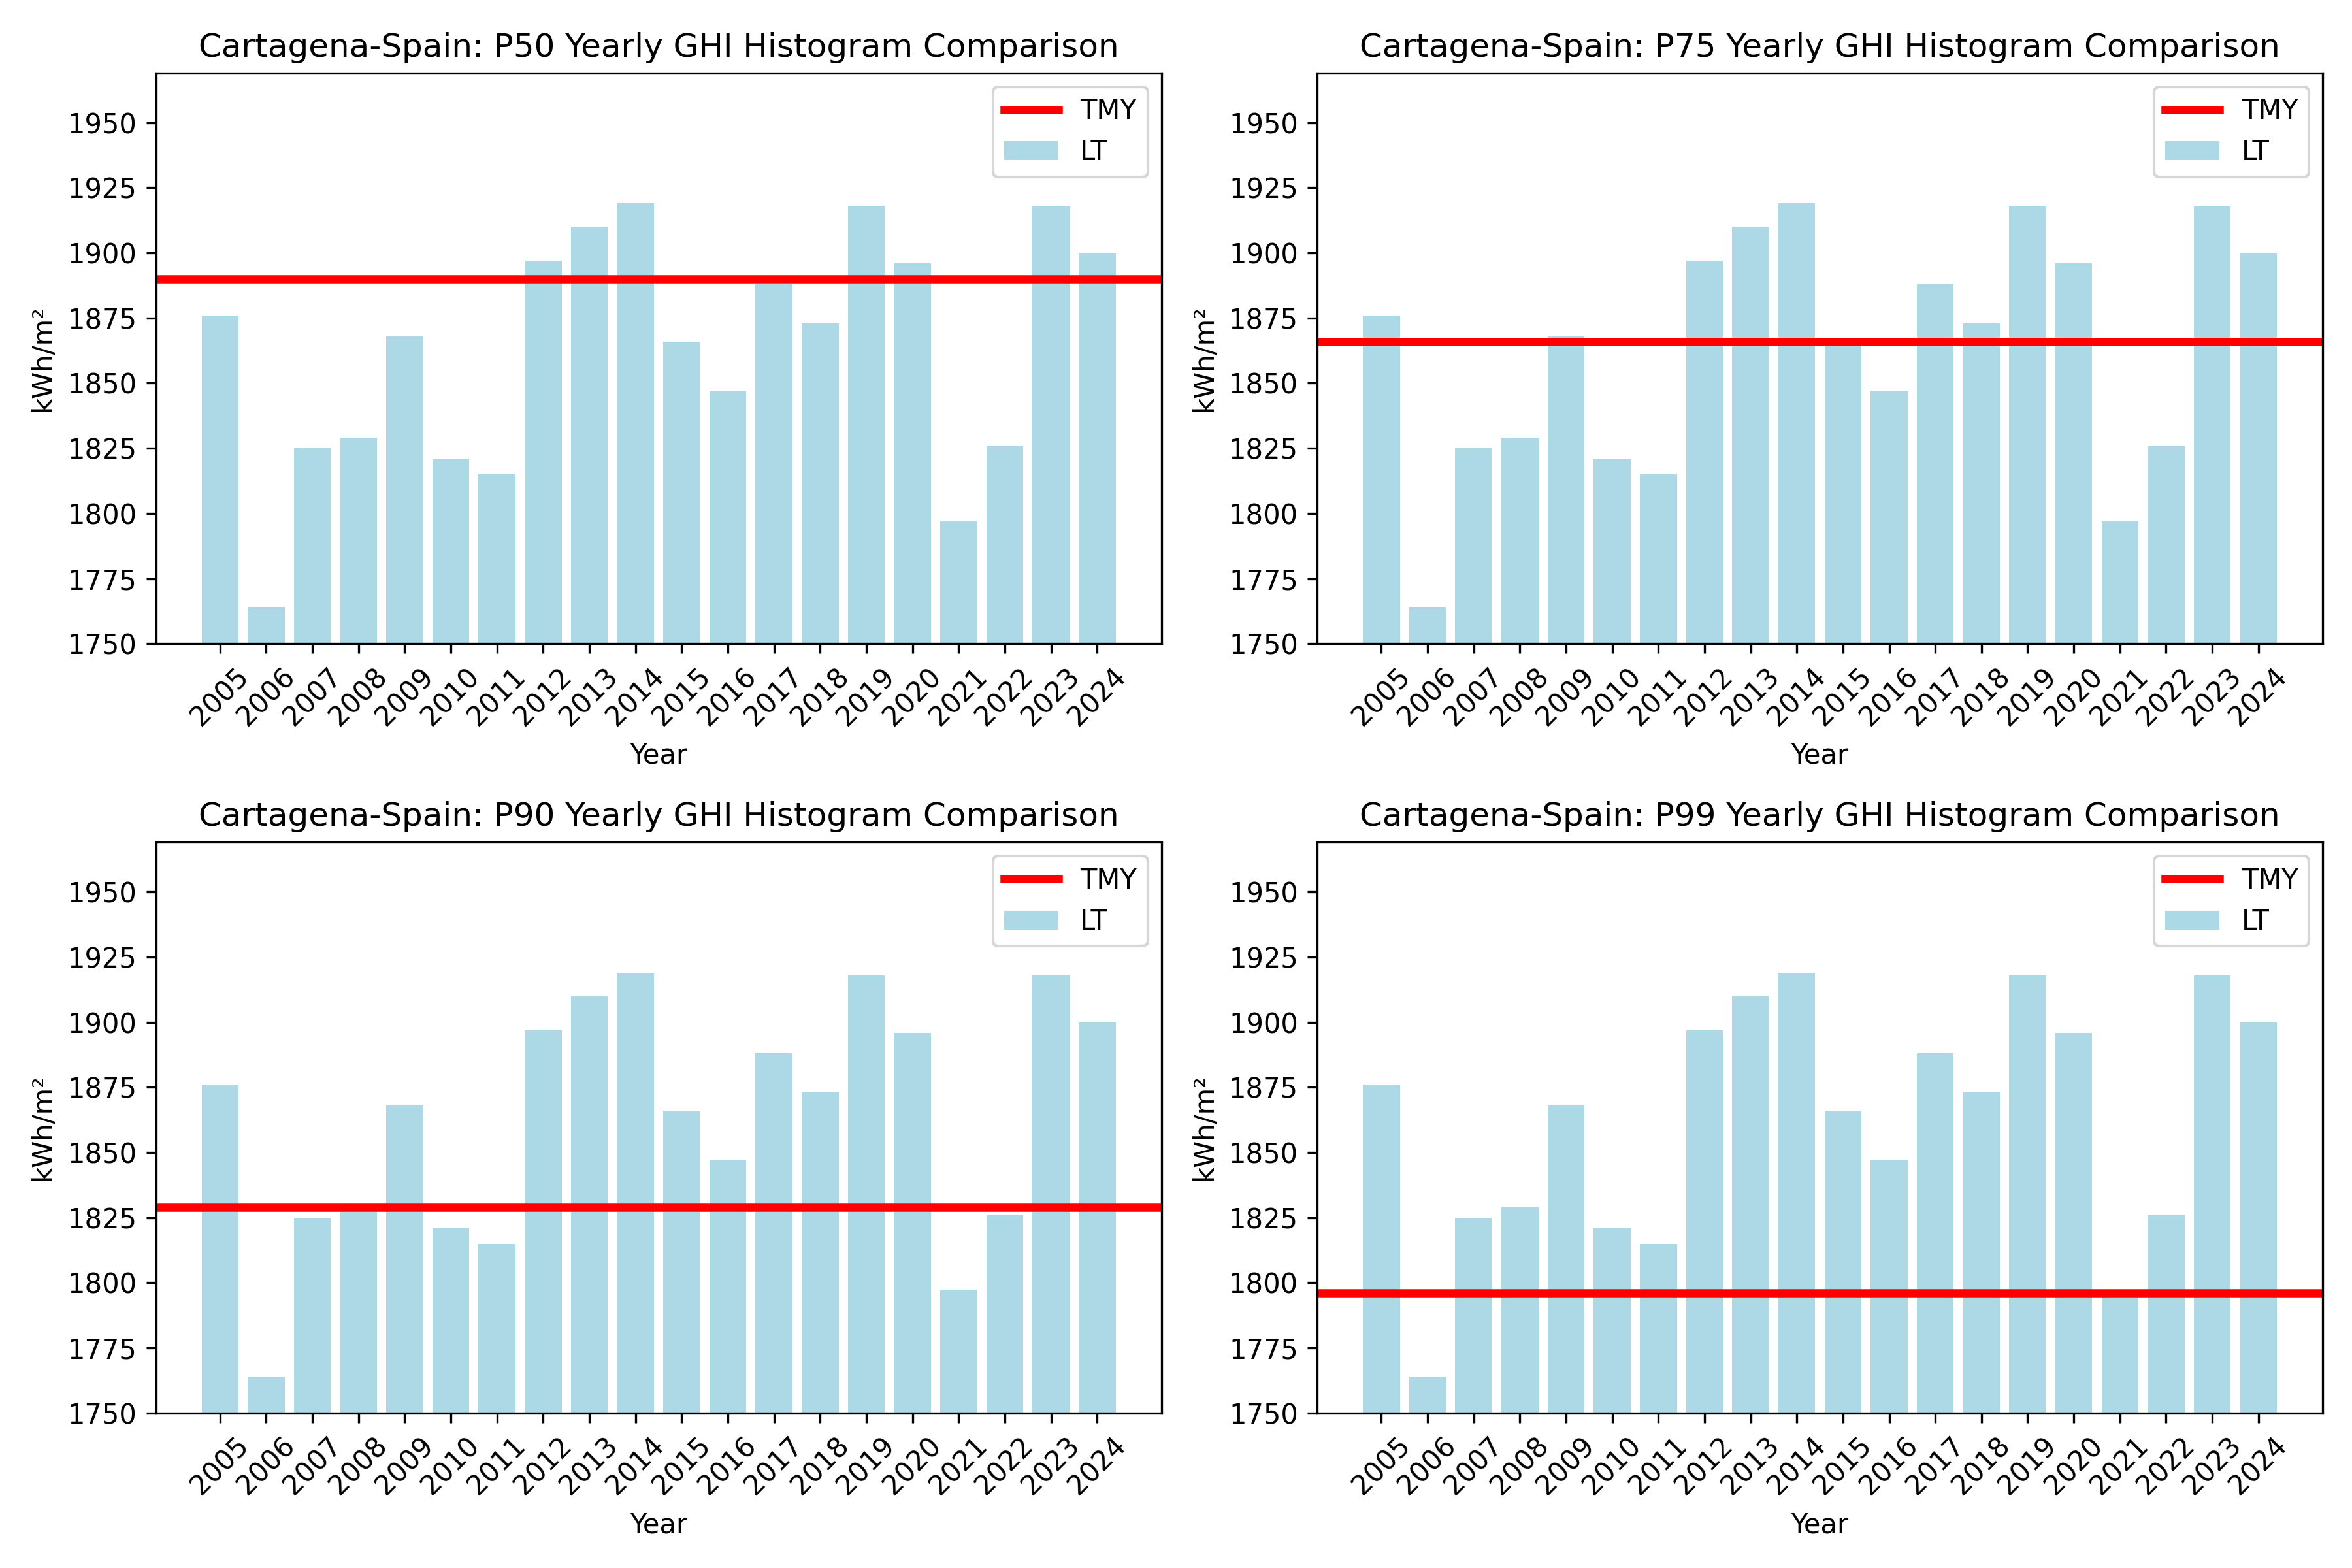 Cartagena-Spain: P50 Yearly GHI Histogram Comparison
TMY
LT
1950
1925
1900
1875
1850
1825
1800
1775
1750
kWh/m²
2005 2006 2007 2008 2009 2010 2011 2012 2013 2014 2015 2016 2017 2018 2019 2020 2021 2022 2023 2024
Year
Cartagena-Spain: P75 Yearly GHI Histogram Comparison
TMY
LT
1950
1925
1900
1875
1850
1825
1800
1775
1750
kWh/m²
2005 2006 2007 2008 2009 2010 2011 2012 2013 2014 2015 2016 2017 2018 2019 2020 2021 2022 2023 2024
Year
Cartagena-Spain: P90 Yearly GHI Histogram Comparison
TMY
LT
1950
1925
1900
1875
1850
1825
1800
1775
1750
kWh/m²
2005 2006 2007 2008 2009 2010 2011 2012 2013 2014 2015 2016 2017 2018 2019 2020 2021 2022 2023 2024
Year
Cartagena-Spain: P99 Yearly GHI Histogram Comparison
TMY
LT
1950
1925
1900
1875
1850
1825
1800
1775
1750
kWh/m²
2005 2006 2007 2008 2009 2010 2011 2012 2013 2014 2015 2016 2017 2018 2019 2020 2021 2022 2023 2024
Year